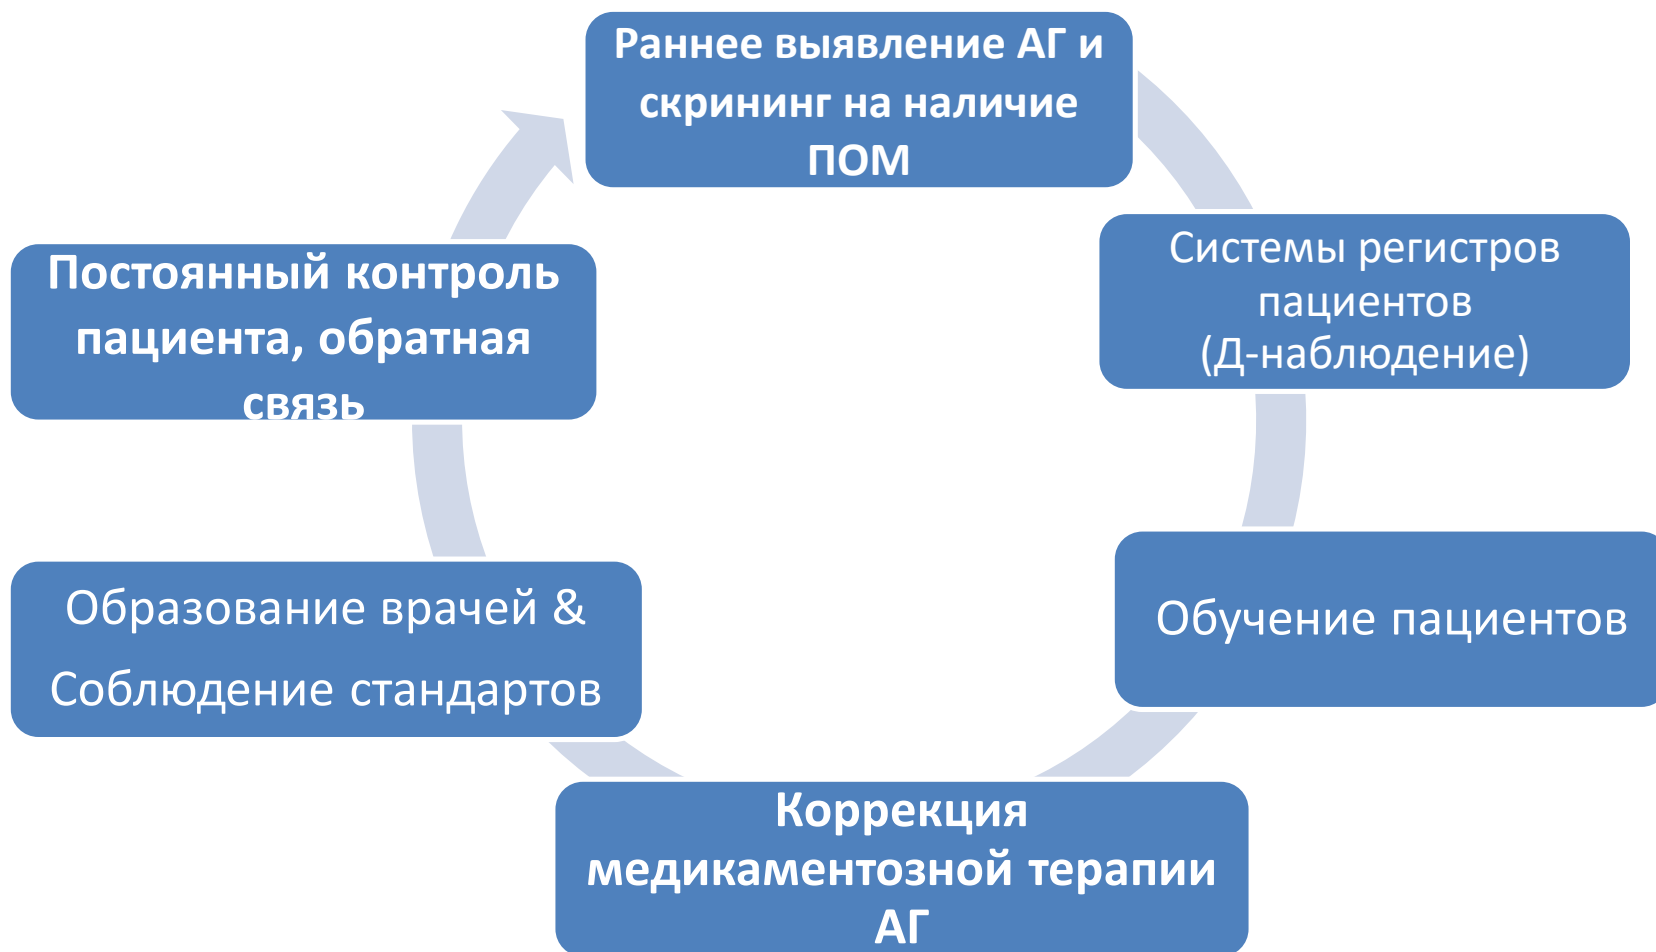 Раннее выявление АГ и
скрининг на наличие
ПОМ
Системы регистров
пациентов
(Д-наблюдение)
Обучение пациентов
Коррекция
медикаментозной терапии
АГ
Образование врачей &
Соблюдение стандартов
Постоянный контроль
пациента, обратная
связь